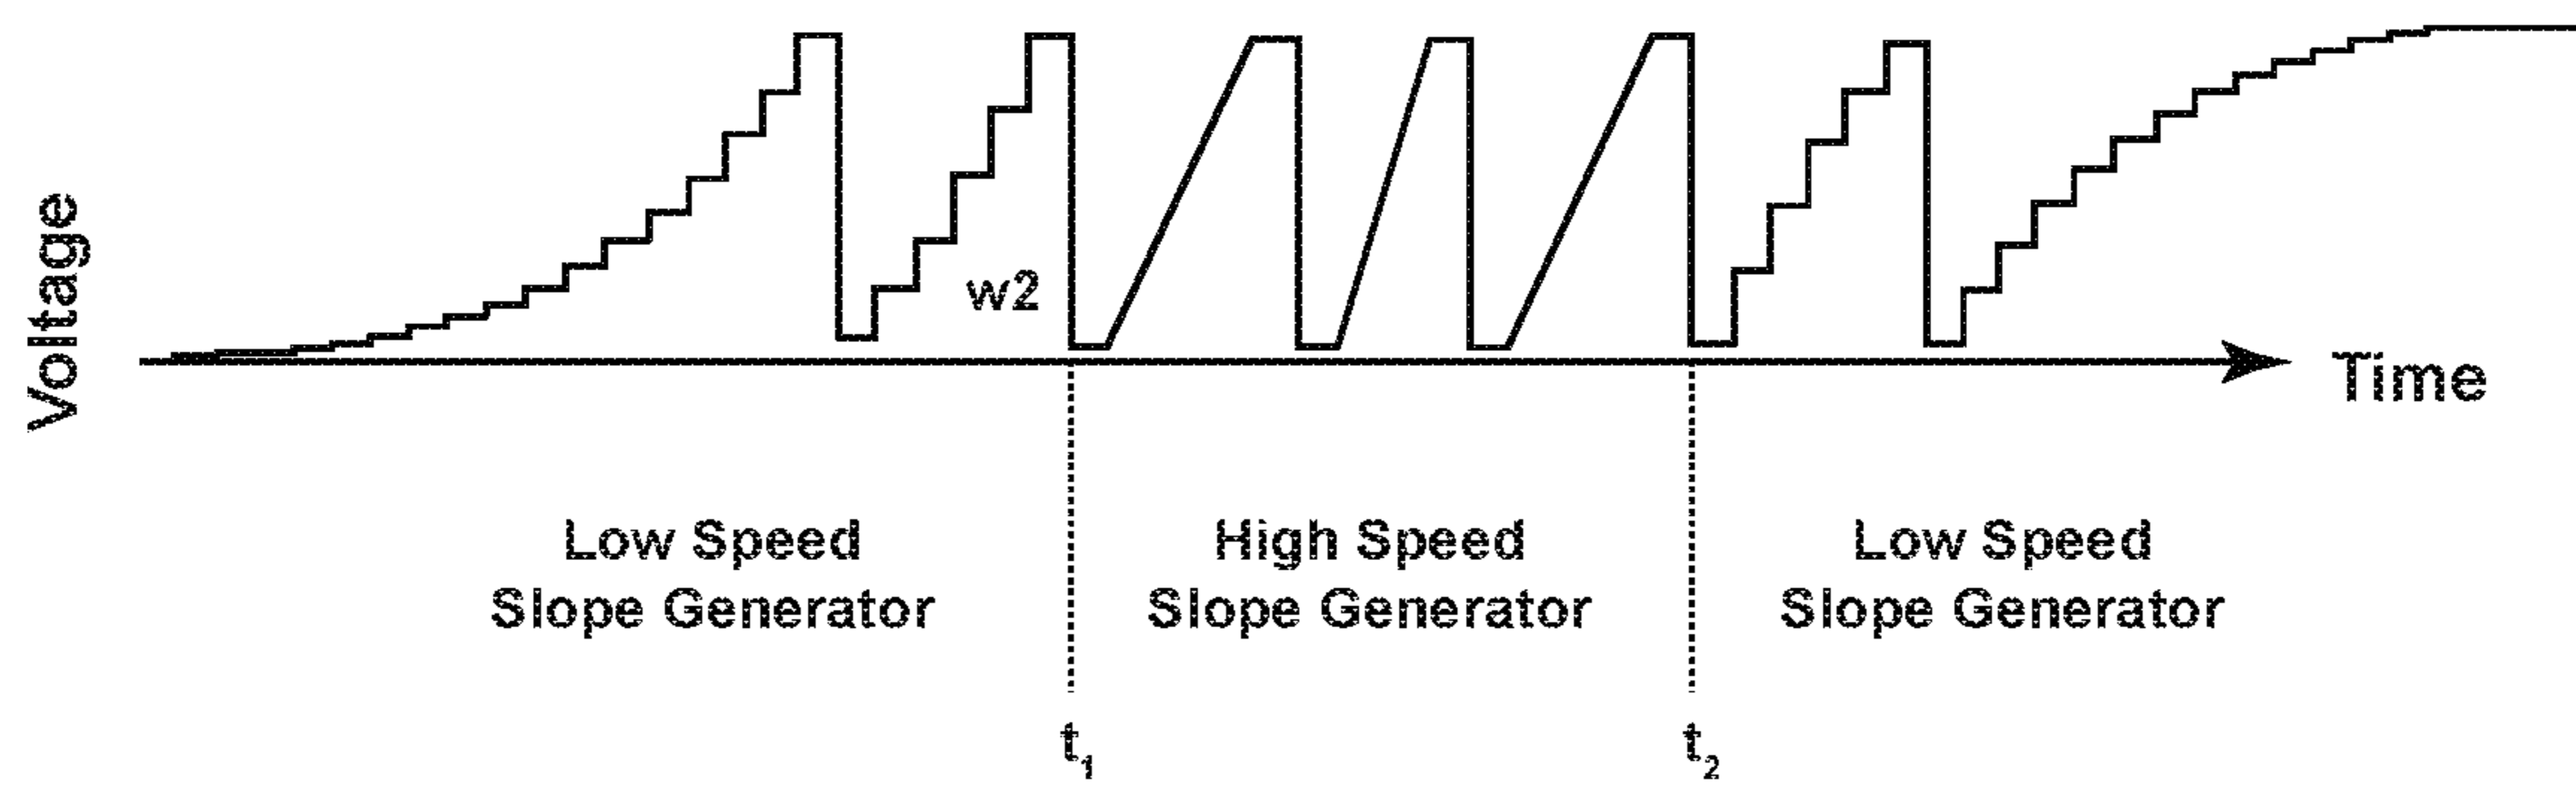 Voltage
w2
Time
Low Speed
Slope Generator
High Speed
Slope Generator
Low Speed
Slope Generator
t1
t2